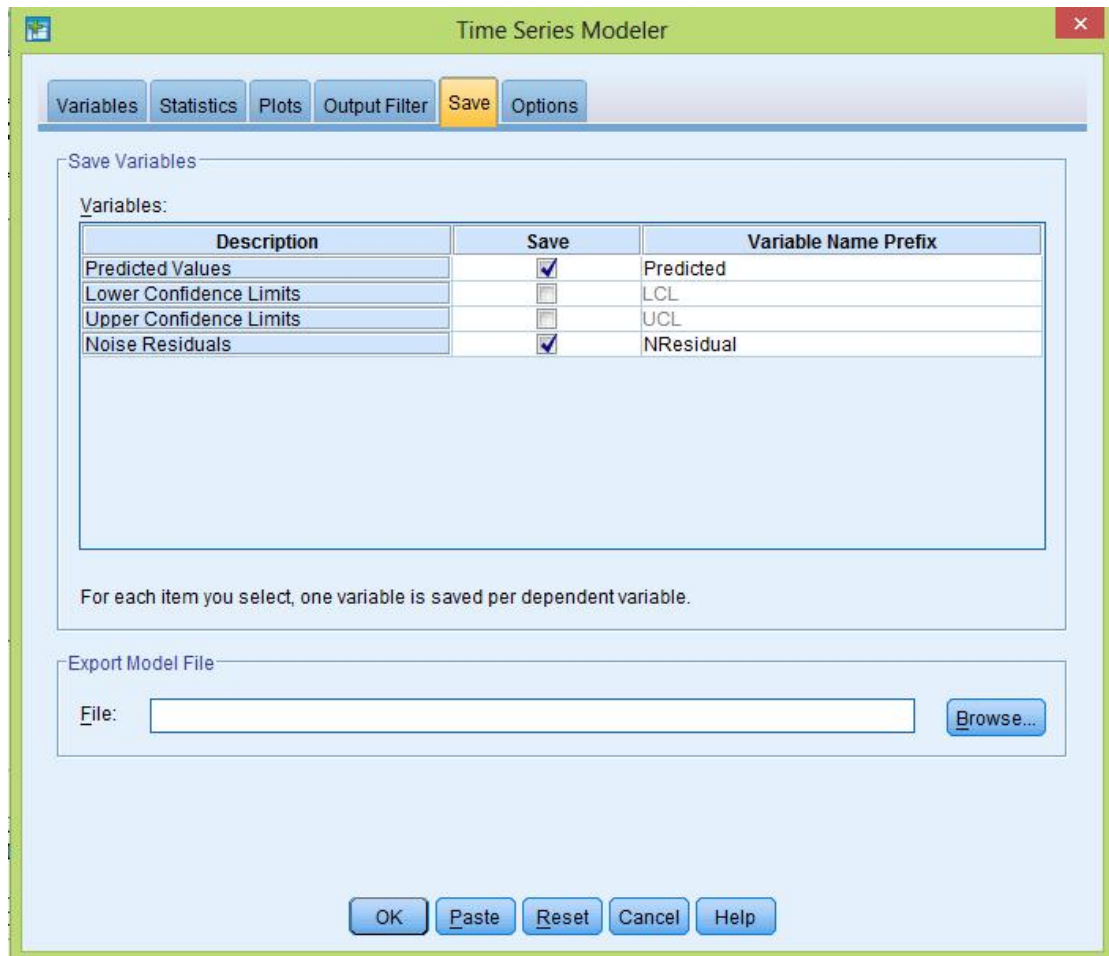 Time Series Modeler
Variables Statistics Plots Output Filter Save Options
Save Variables
Variables:
Description Save Variable Name Prefix
Predicted Values Predicted
Lower Confidence Limits LCL
Upper Confidence Limits UCL
Noise Residuals NResidual
For each item you select, one variable is saved per dependent variable.
Export Model File
File: Browse...
OK Paste Reset Cancel Help